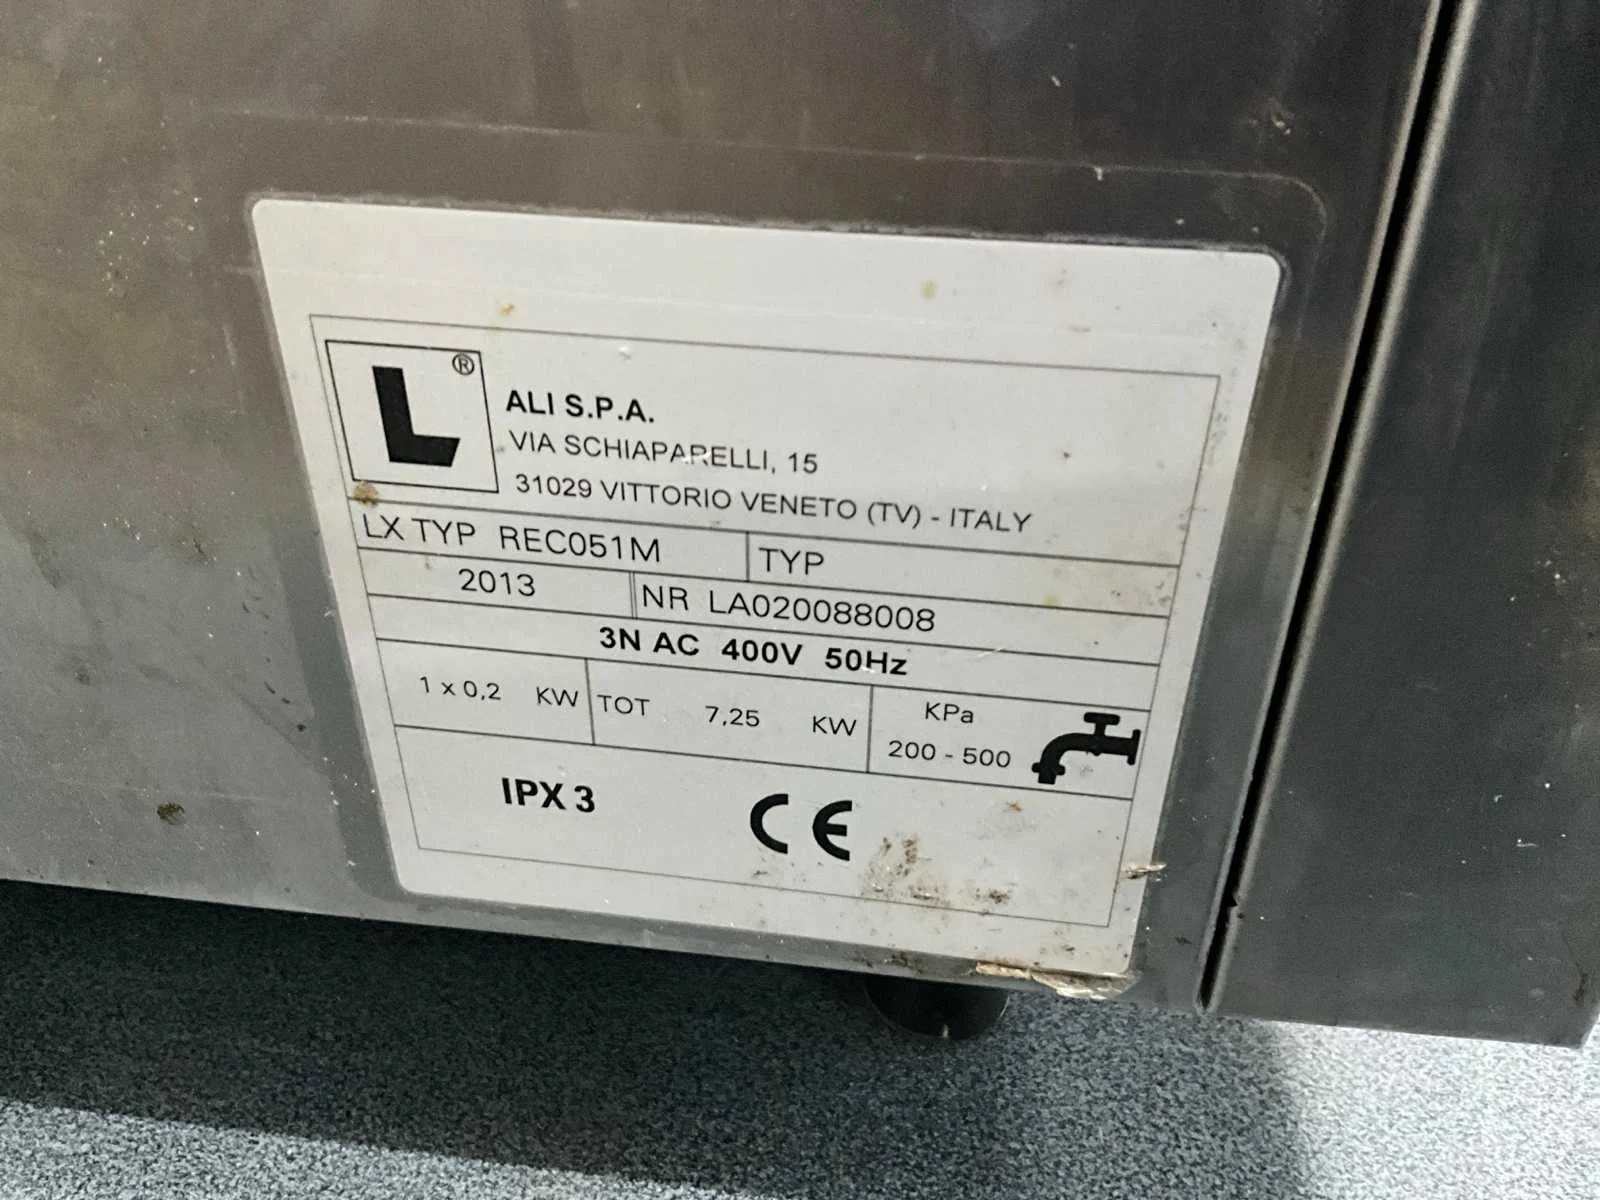 L®
ALI S.P.A.
VIA SCHIAPARELLI, 15
31029 VITTORIO VENETO (TV) - ITALY
LX TYP REC051M TYP
2013 NR LA020088008
3N AC 400V 50Hz
1 x 0,2 KW TOT 7,25 KW KPa
200 - 500
IPX 3 CE